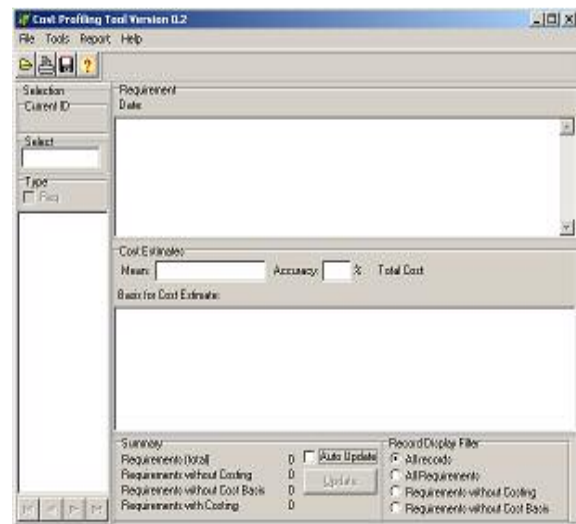 Cost Profiling Tool Version 0.2
File Tools Report Help
Selection
Current ID
Select
Type
Req
Requirement
Date:
Cost Estimates
Mean: Accuracy: % Total Cost
Basis for Cost Estimate:
Summary
Requirements (total) 0
Requirements without Costing 0
Requirements without Cost Basis 0
Requirements with Costing 0
Auto Update
Update
Record Display Filter
All records
All Requirements
Requirements without Costing
Requirements without Cost Basis